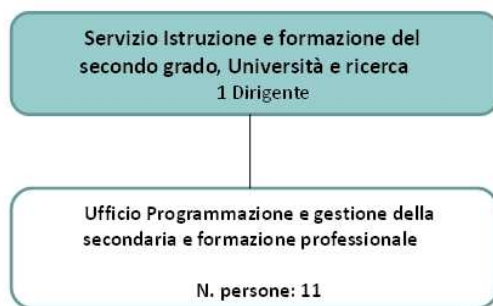 Servizio Istruzione e formazione del
secondo grado, Università e ricerca
1 Dirigente
Ufficio Programmazione e gestione della
secondaria e formazione professionale
N. persone: 11